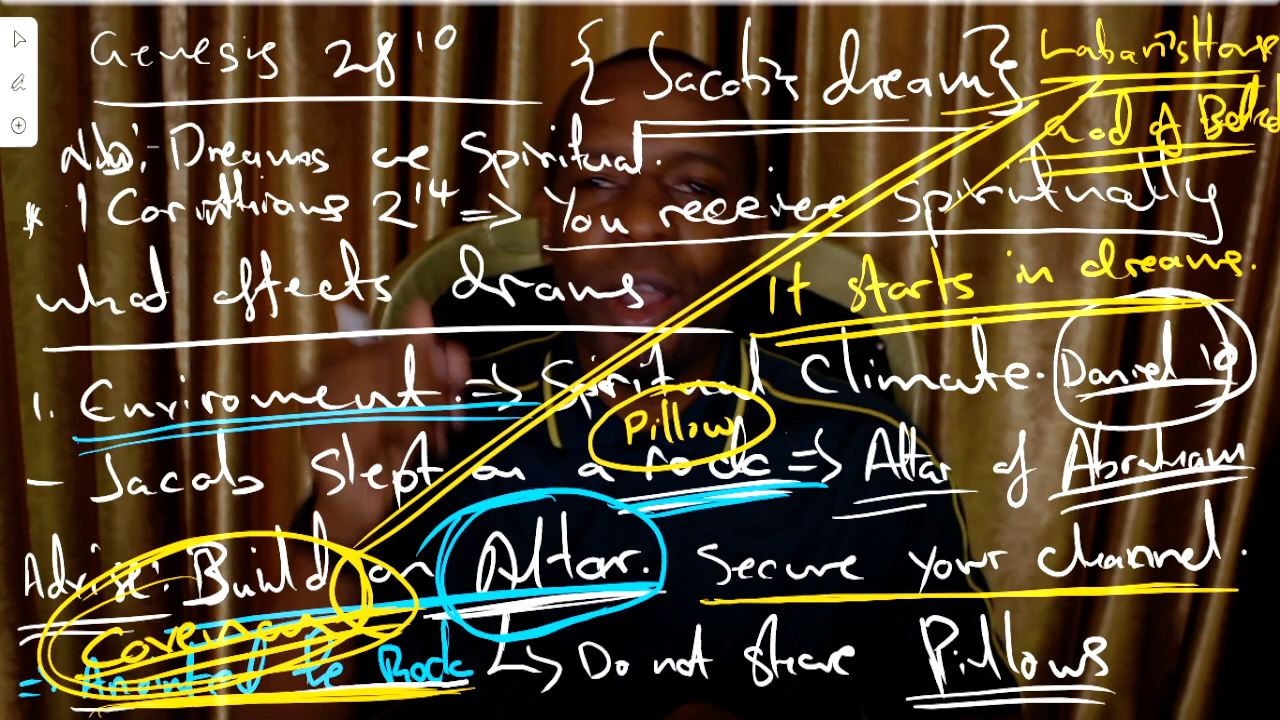 Genesis 28¹⁰ { Jacob's dream } Laban's House
God of Bethel
Nb:- Dreams are Spiritual.
* 1 Corinthians 2¹⁴ => You receive spiritually
what affects dreams It starts in dreams.
1. Enviroment. => Spiritual Climate. Daniel 10
Pillow
- Jacob slept on a rock => Altar of Abraham
Advise: Build an Altar. Secure your channel.
Covenant
=> Anointed the Rock ↳ Do not share Pillows